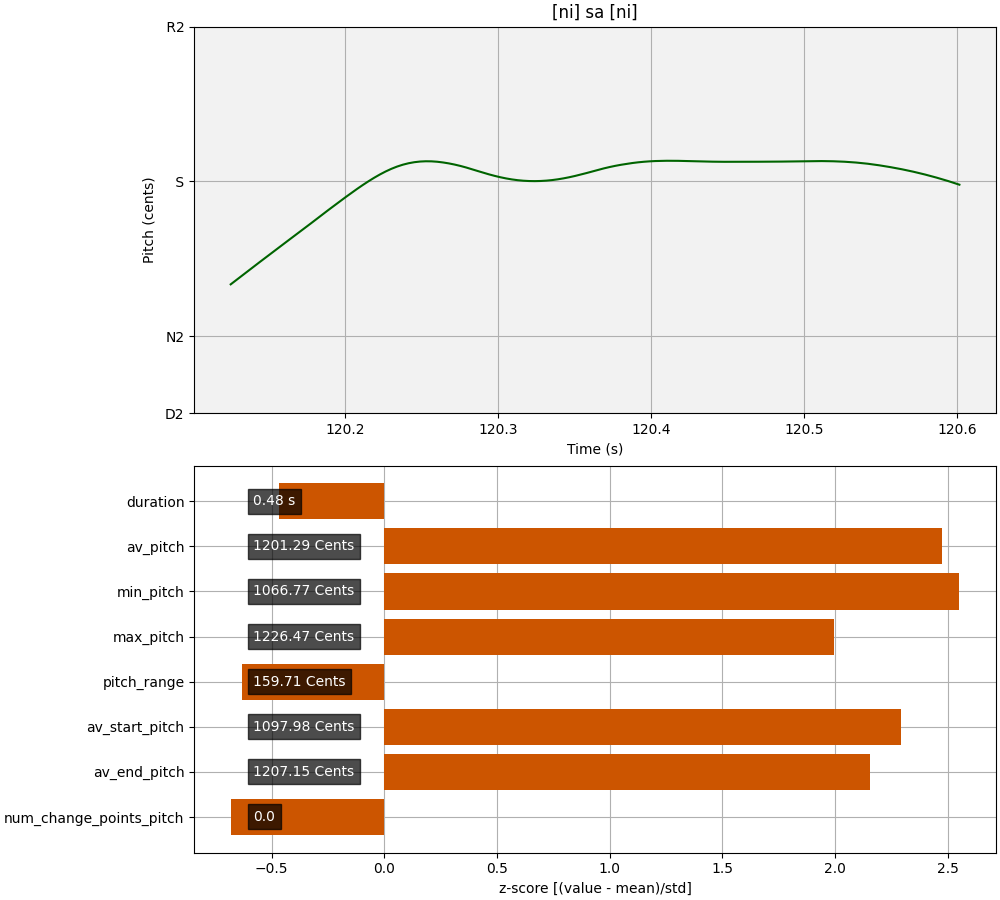 [ni] sa [ni]
R2
S
N2
D2
Pitch (cents)
120.2 120.3 120.4 120.5 120.6
Time (s)
duration 0.48 s
av_pitch 1201.29 Cents
min_pitch 1066.77 Cents
max_pitch 1226.47 Cents
pitch_range 159.71 Cents
av_start_pitch 1097.98 Cents
av_end_pitch 1207.15 Cents
num_change_points_pitch 0.0
−0.5 0.0 0.5 1.0 1.5 2.0 2.5
z-score [(value - mean)/std]